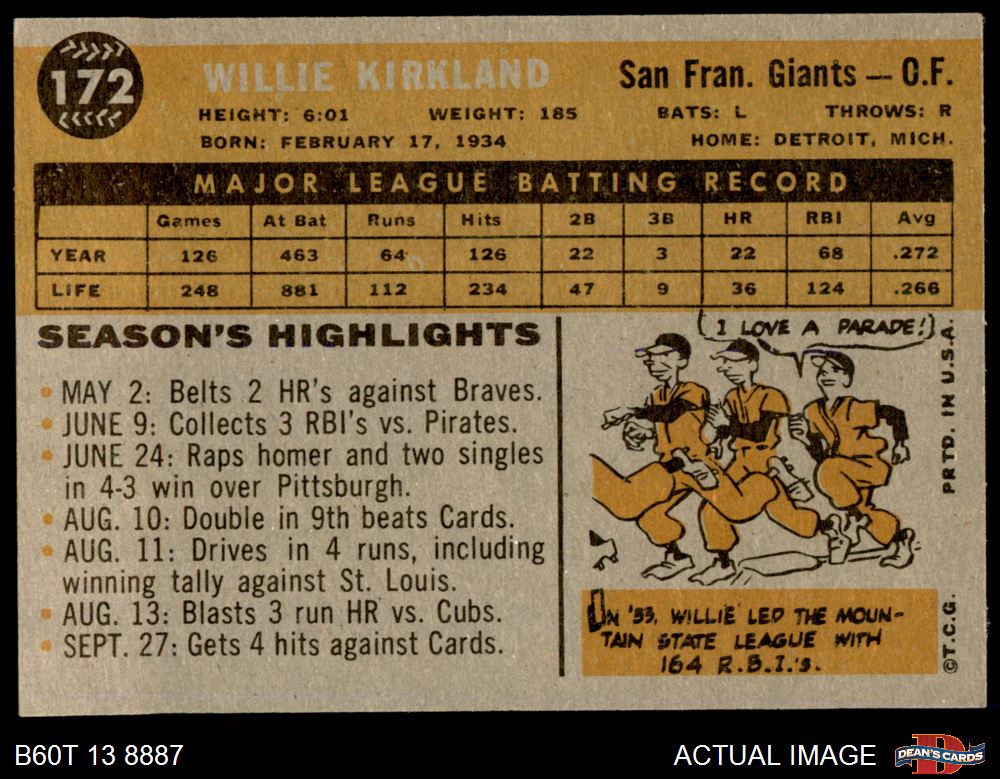 172
WILLIE KIRKLAND
San Fran. Giants — O.F.
HEIGHT: 6:01 WEIGHT: 185 BATS: L THROWS: R
BORN: FEBRUARY 17, 1934 HOME: DETROIT, MICH.
MAJOR LEAGUE BATTING RECORD
Games At Bat Runs Hits 2B 3B HR RBI Avg
YEAR 126 463 64 126 22 3 22 68 .272
LIFE 248 881 112 234 47 9 36 124 .266
SEASON'S HIGHLIGHTS
• MAY 2: Belts 2 HR's against Braves.
• JUNE 9: Collects 3 RBI's vs. Pirates.
• JUNE 24: Raps homer and two singles
in 4-3 win over Pittsburgh.
• AUG. 10: Double in 9th beats Cards.
• AUG. 11: Drives in 4 runs, including
winning tally against St. Louis.
• AUG. 13: Blasts 3 run HR vs. Cubs.
• SEPT. 27: Gets 4 hits against Cards.
I LOVE A PARADE!
IN '53, WILLIE LED THE MOUN-
TAIN STATE LEAGUE WITH
164 R.B.I.'s.
©T.C.G. PRTD. IN U.S.A.
B60T 13 8887
ACTUAL IMAGE
DEAN'S CARDS